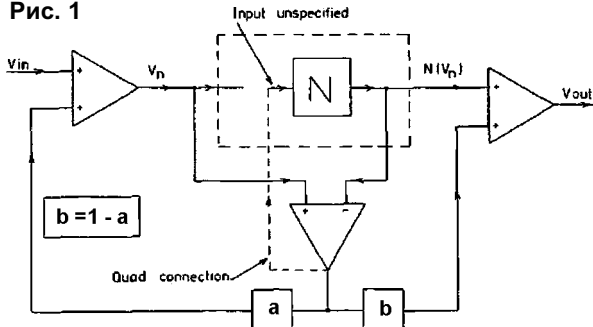 Рис. 1
Input unspecified
Vin
+
+
Vn
N
N(Vn)
+
+
Vout
b =1 - a
+ -
Quad connection
a
b